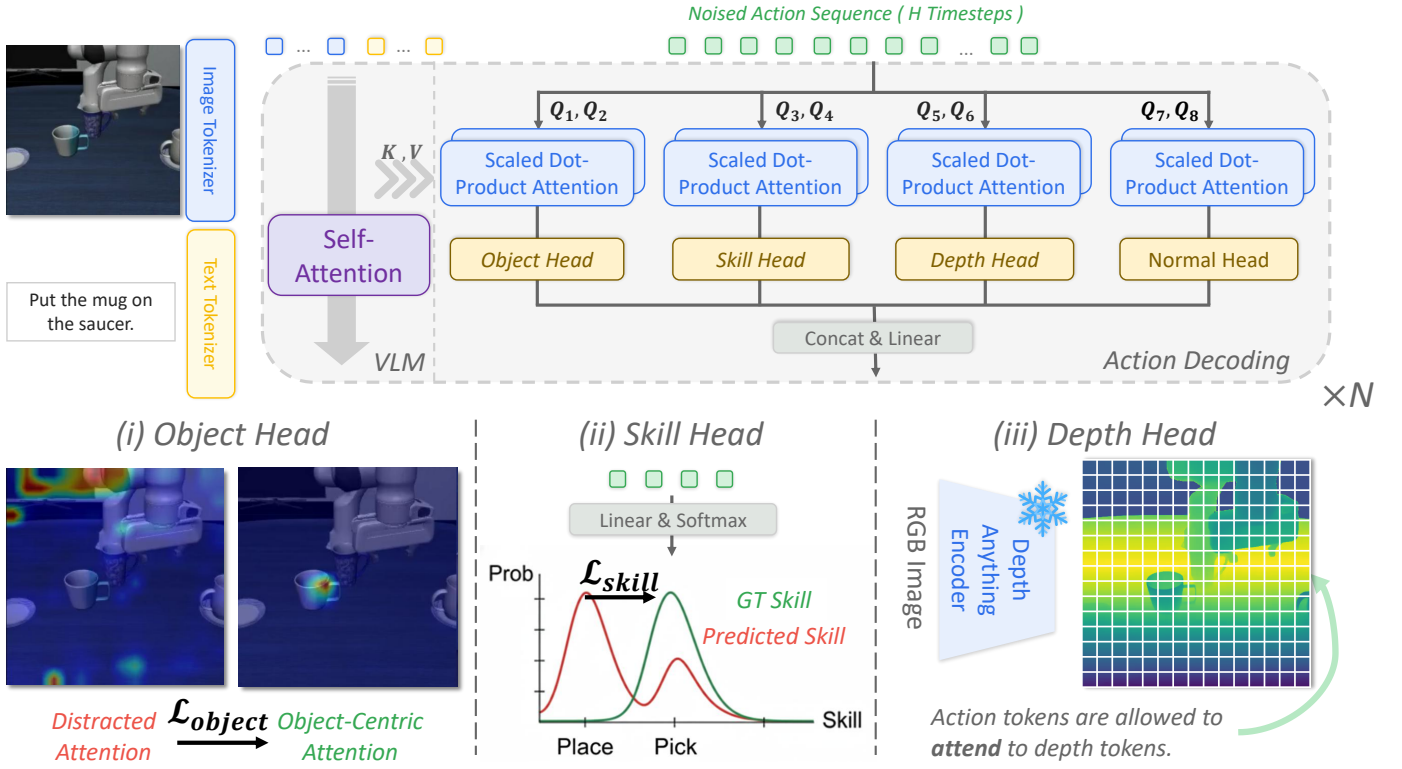 Noised Action Sequence ( H Timesteps )
... ... ...
Image Tokenizer
Text Tokenizer
Put the mug on
the saucer.
K , V
Self-
Attention
VLM
Q1, Q2
Q3, Q4
Q5, Q6
Q7, Q8
Scaled Dot-
Product Attention
Scaled Dot-
Product Attention
Scaled Dot-
Product Attention
Scaled Dot-
Product Attention
Object Head
Skill Head
Depth Head
Normal Head
Concat & Linear
Action Decoding
×N
(i) Object Head
Distracted
Attention
ℒobject
Object-Centric
Attention
(ii) Skill Head
Linear & Softmax
Prob
ℒskill
GT Skill
Predicted Skill
Skill
Place
Pick
(iii) Depth Head
RGB Image
Depth
Anything
Encoder
Action tokens are allowed to
attend to depth tokens.